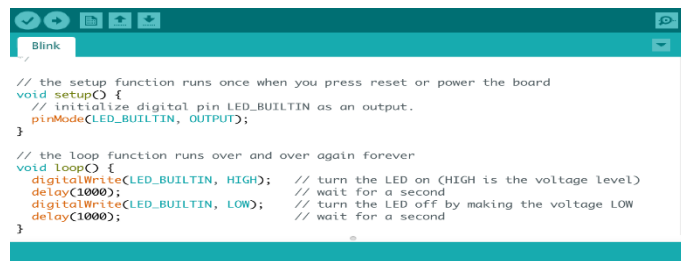 Blink
*/
// the setup function runs once when you press reset or power the board
void setup() {
  // initialize digital pin LED_BUILTIN as an output.
  pinMode(LED_BUILTIN, OUTPUT);
}
// the loop function runs over and over again forever
void loop() {
  digitalWrite(LED_BUILTIN, HIGH);   // turn the LED on (HIGH is the voltage level)
  delay(1000);                       // wait for a second
  digitalWrite(LED_BUILTIN, LOW);    // turn the LED off by making the voltage LOW
  delay(1000);                       // wait for a second
}